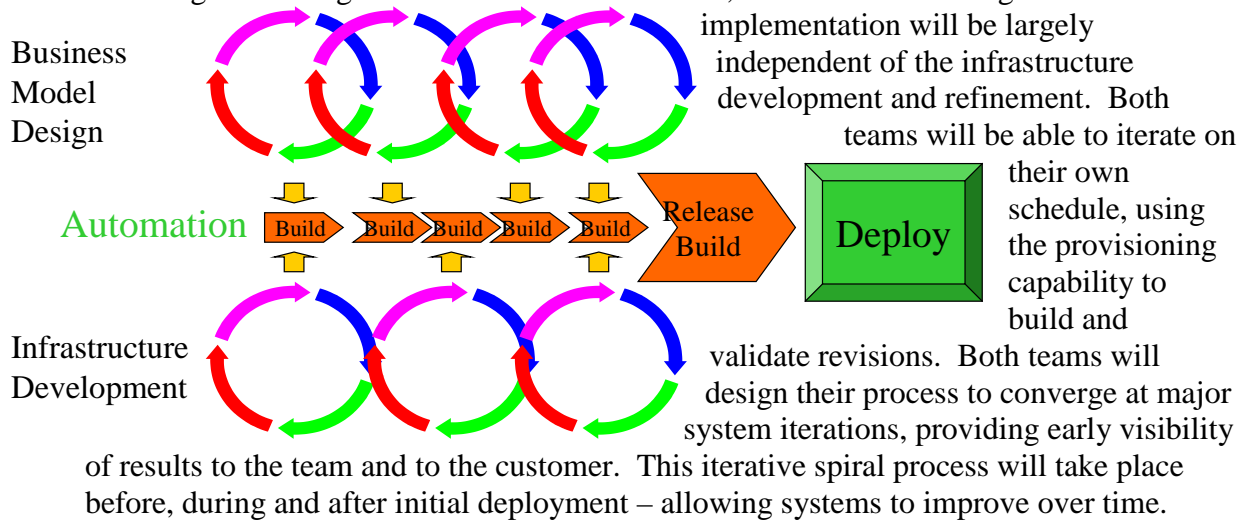 implementation will be largely
Business
independent of the infrastructure
Model
development and refinement. Both
Design
teams will be able to iterate on
their own
schedule, using
Automation
Build
Build
Build
Build
Build
Release
Build
Deploy
the provisioning
capability to
build and
Infrastructure
Development
validate revisions. Both teams will
design their process to converge at major
system iterations, providing early visibility
of results to the team and to the customer. This iterative spiral process will take place
before, during and after initial deployment – allowing systems to improve over time.